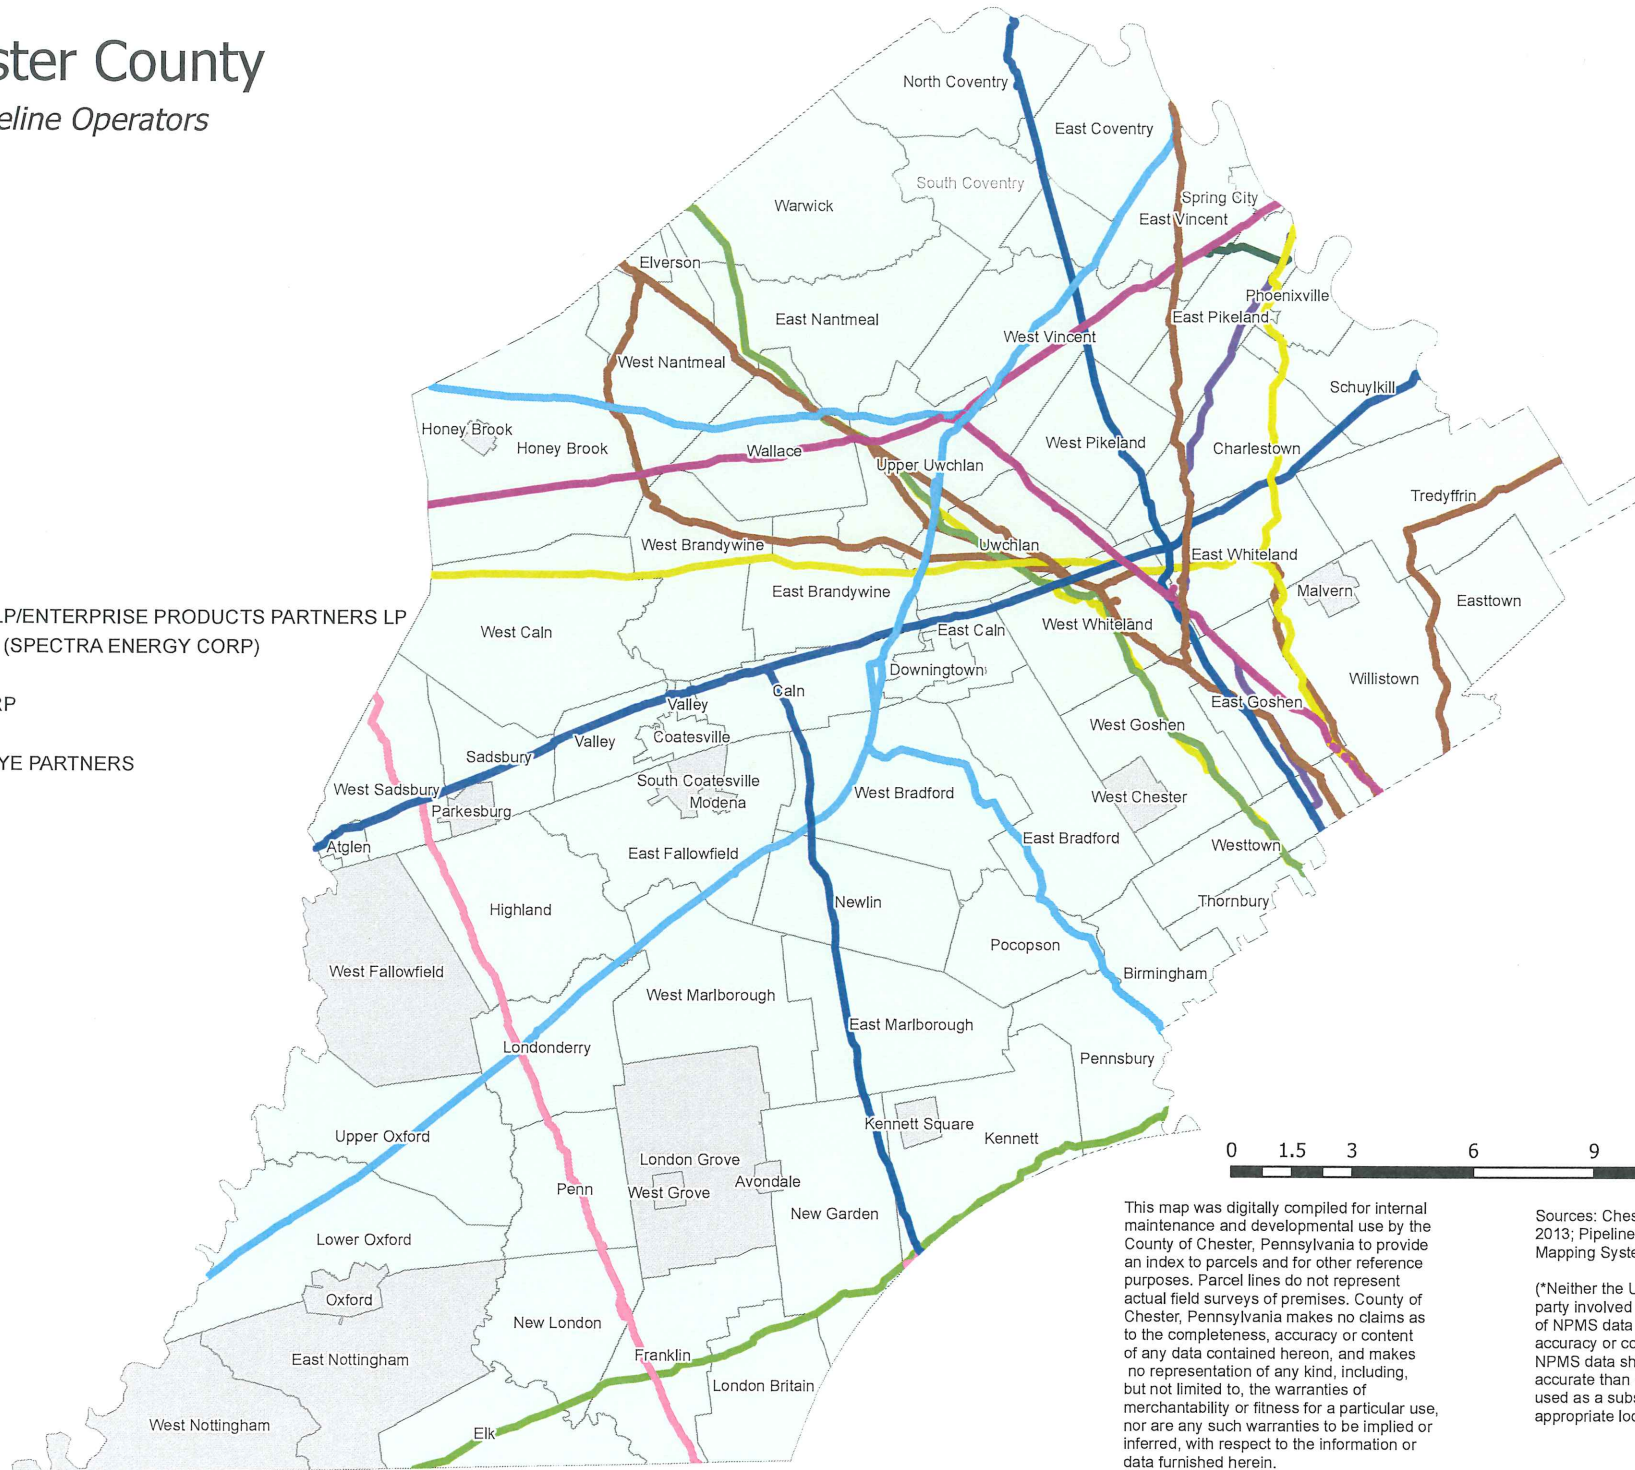 ster County
eline Operators
LP/ENTERPRISE PRODUCTS PARTNERS LP
(SPECTRA ENERGY CORP)
RP
YE PARTNERS
North Coventry
East Coventry
South Coventry
Warwick
Spring City
East Vincent
Elverson
Phoenixville
East Nantmeal
East Pikeland
West Vincent
West Nantmeal
Schuylkill
Honey Brook
Honey Brook
Wallace
West Pikeland
Charlestown
Upper Uwchlan
Tredyffrin
West Brandywine
Uwchlan
East Whiteland
East Brandywine
Malvern
Easttown
West Caln
East Caln
West Whiteland
Downingtown
Willistown
Caln
Valley
East Goshen
West Goshen
Valley
Coatesville
Sadsbury
South Coatesville
West Sadsbury
Modena
West Bradford
West Chester
Parkesburg
East Bradford
Atglen
East Fallowfield
Westtown
Newlin
Thornbury
Highland
Pocopson
West Fallowfield
Birmingham
West Marlborough
East Marlborough
Londonderry
Pennsbury
Kennett Square
Upper Oxford
Kennett
London Grove
Avondale
Penn
West Grove
New Garden
Lower Oxford
Oxford
New London
Franklin
East Nottingham
London Britain
West Nottingham
Elk
0 1.5 3 6 9
This map was digitally compiled for internal
maintenance and developmental use by the
County of Chester, Pennsylvania to provide
an index to parcels and for other reference
purposes. Parcel lines do not represent
actual field surveys of premises. County of
Chester, Pennsylvania makes no claims as
to the completeness, accuracy or content
of any data contained hereon, and makes
no representation of any kind, including,
but not limited to, the warranties of
merchantability or fitness for a particular use,
nor are any such warranties to be implied or
inferred, with respect to the information or
data furnished herein.
Sources: Ches
2013; Pipeline
Mapping Syste
(*Neither the U
party involved
of NPMS data
accuracy or co
NPMS data sh
accurate than
used as a subs
appropriate loc